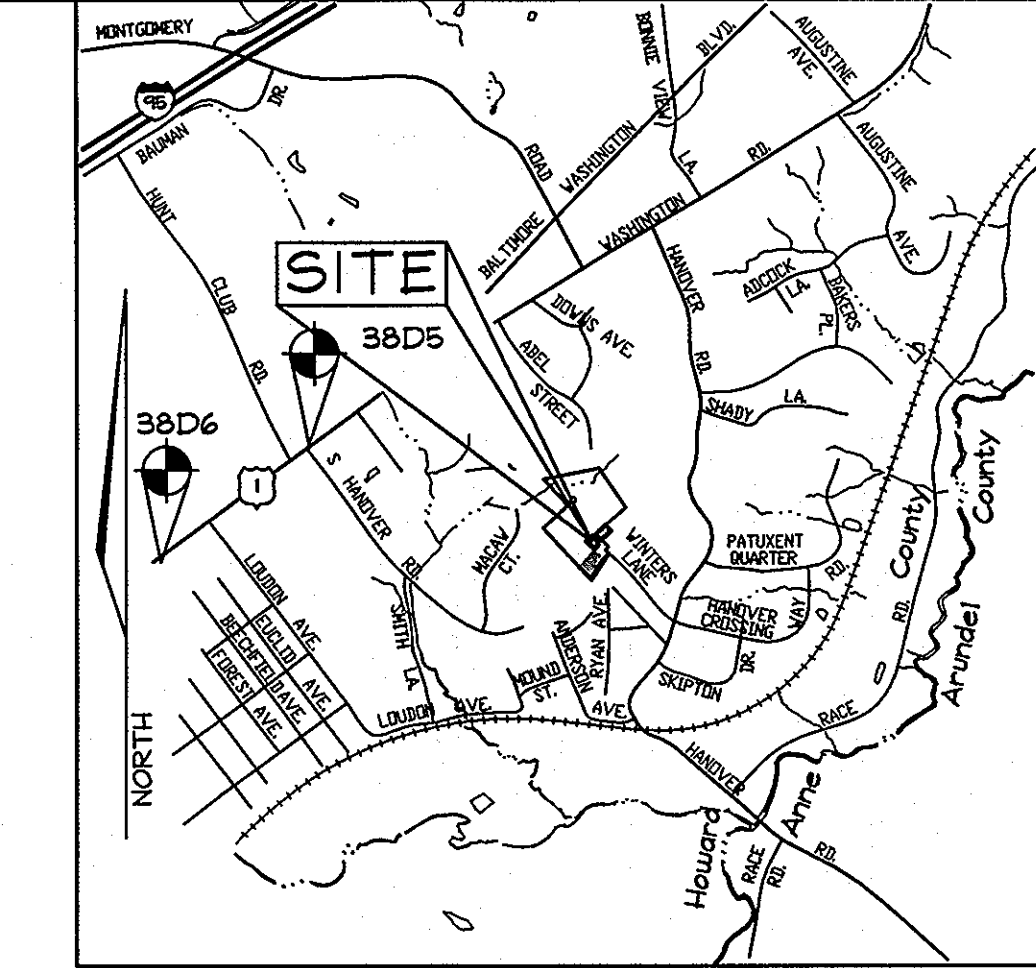 MONTGOMERY
ROAD
95
BAUMAN
DR.
HUNT
CLUB
RD.
BONNIE VIEW
LA.
BALTIMORE
WASHINGTON
BLVD.
AUGUSTINE
AVE.
WASHINGTON
RD.
AUGUSTINE
AVE.
SITE
38D5
38D6
1
HANOVER
RD.
ADCOCK
LA.
BAKERS
PL.
DOWNS AVE.
ABEL
STREET
SHADY
LA.
S HANOVER
RD.
MACAW
CT.
WINTERS
LANE
PATUXENT
QUARTER
RD.
HANOVER
CROSSING
WAY
SKIPTON
DR.
LOUDON
AVE.
EUCLID
AVE.
BEECHFIELD AVE.
FOREST
AVE.
SMITH
LA.
LOUDON
AVE.
MOUND
ST.
ANDERSON
AVE.
RYAN AVE.
HANOVER
RD.
RACE
RD.
RACE
RD.
County
County
Howard
Anne
Arundel
NORTH